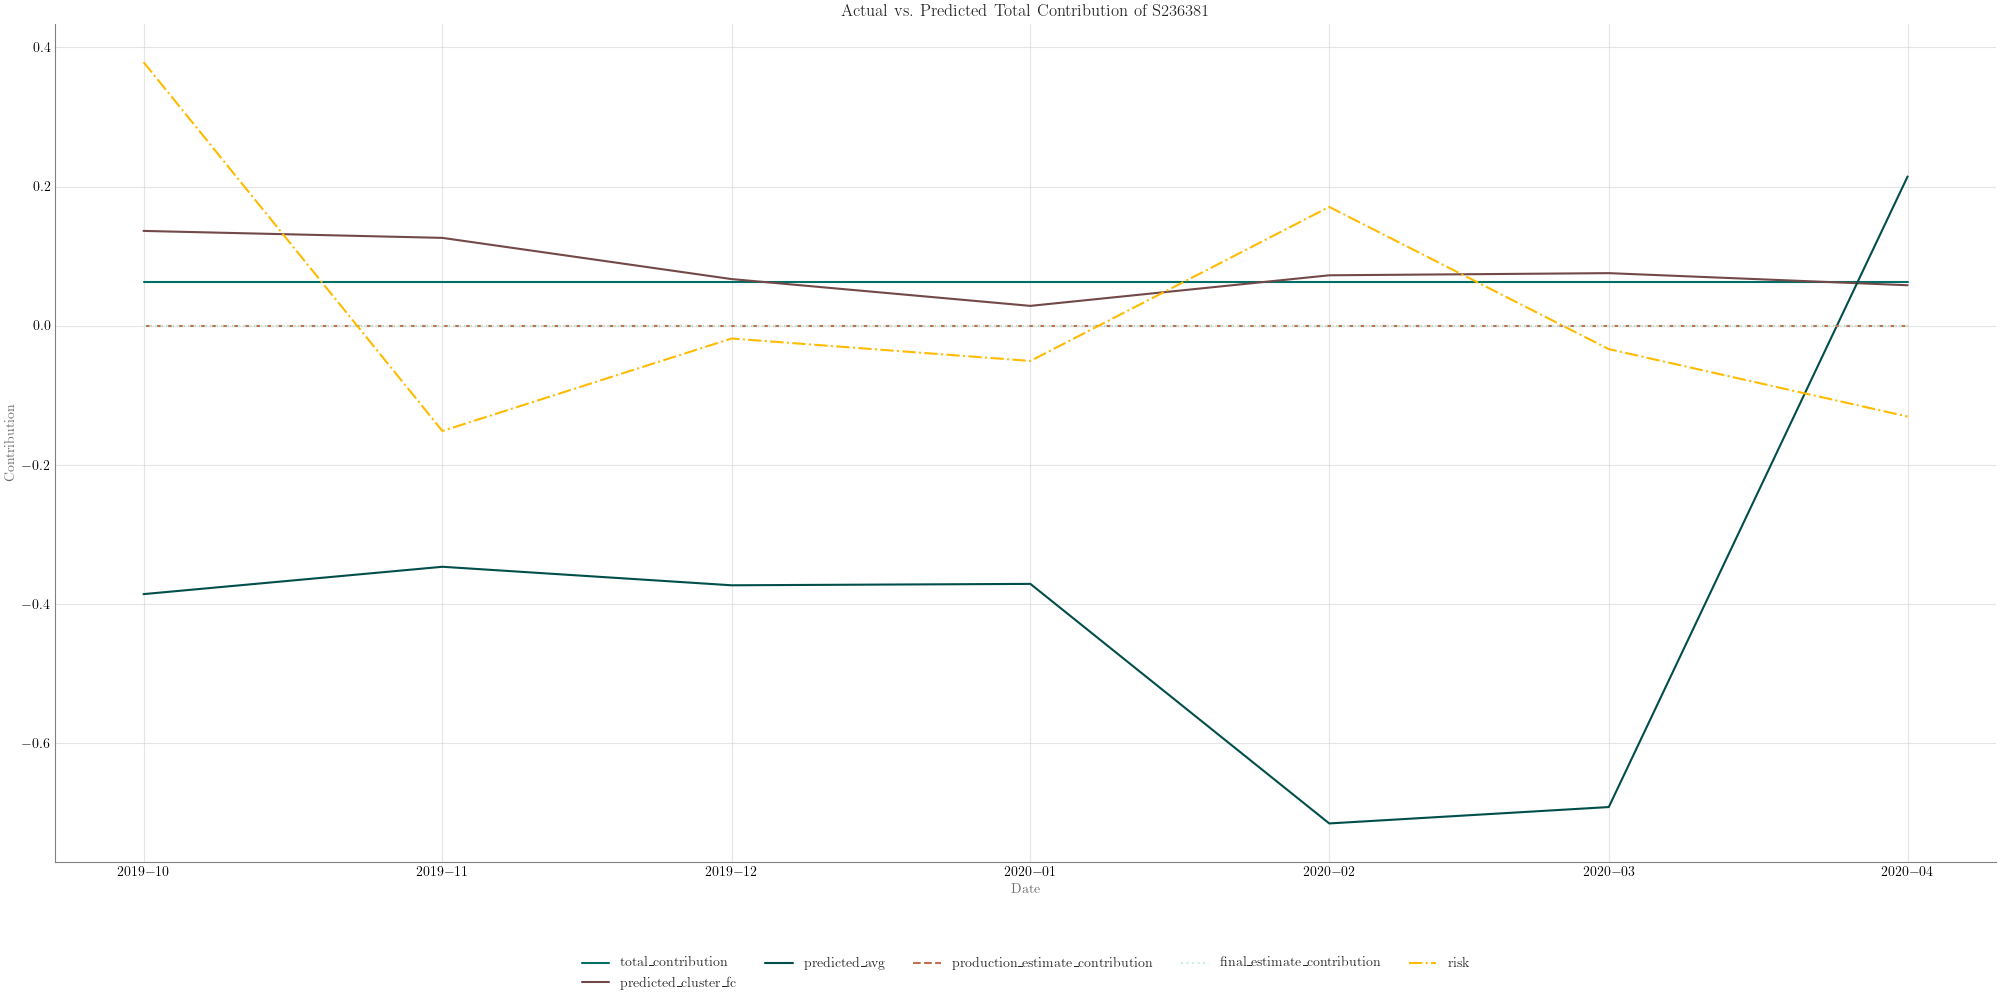 Actual vs. Predicted Total Contribution of S236381
0.4
0.2
0.0
−0.2
−0.4
−0.6
Contribution
2019−10 2019−11 2019−12 2020−01 2020−02 2020−03 2020−04
Date
total_contribution predicted_avg production_estimate_contribution final_estimate_contribution risk
predicted_cluster_fc